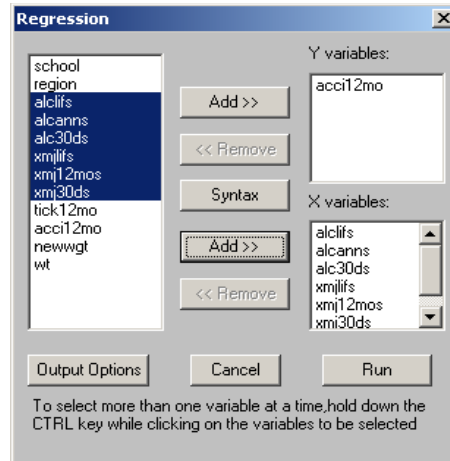 Regression
school
region
alclifs
alcanns
alc30ds
xmjlifs
xmj12mos
xmj30ds
tick12mo
acci12mo
newwgt
wt
Add >>
<< Remove
Syntax
Add >>
<< Remove
Y variables:
acci12mo
X variables:
alclifs
alcanns
alc30ds
xmjlifs
xmj12mos
xmj30ds
Output Options
Cancel
Run
To select more than one variable at a time,hold down the
CTRL key while clicking on the variables to be selected